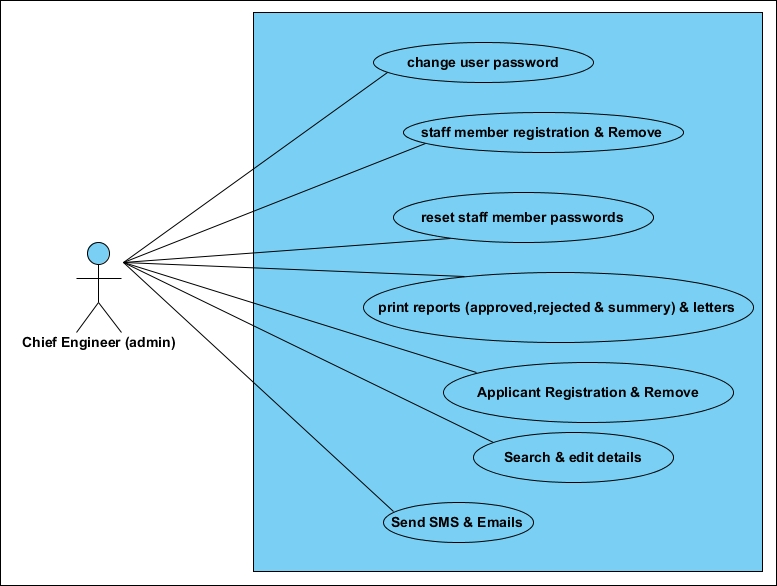 change user password
staff member registration & Remove
reset staff member passwords
print reports (approved,rejected & summery) & letters
Chief Engineer (admin)
Applicant Registration & Remove
Search & edit details
Send SMS & Emails